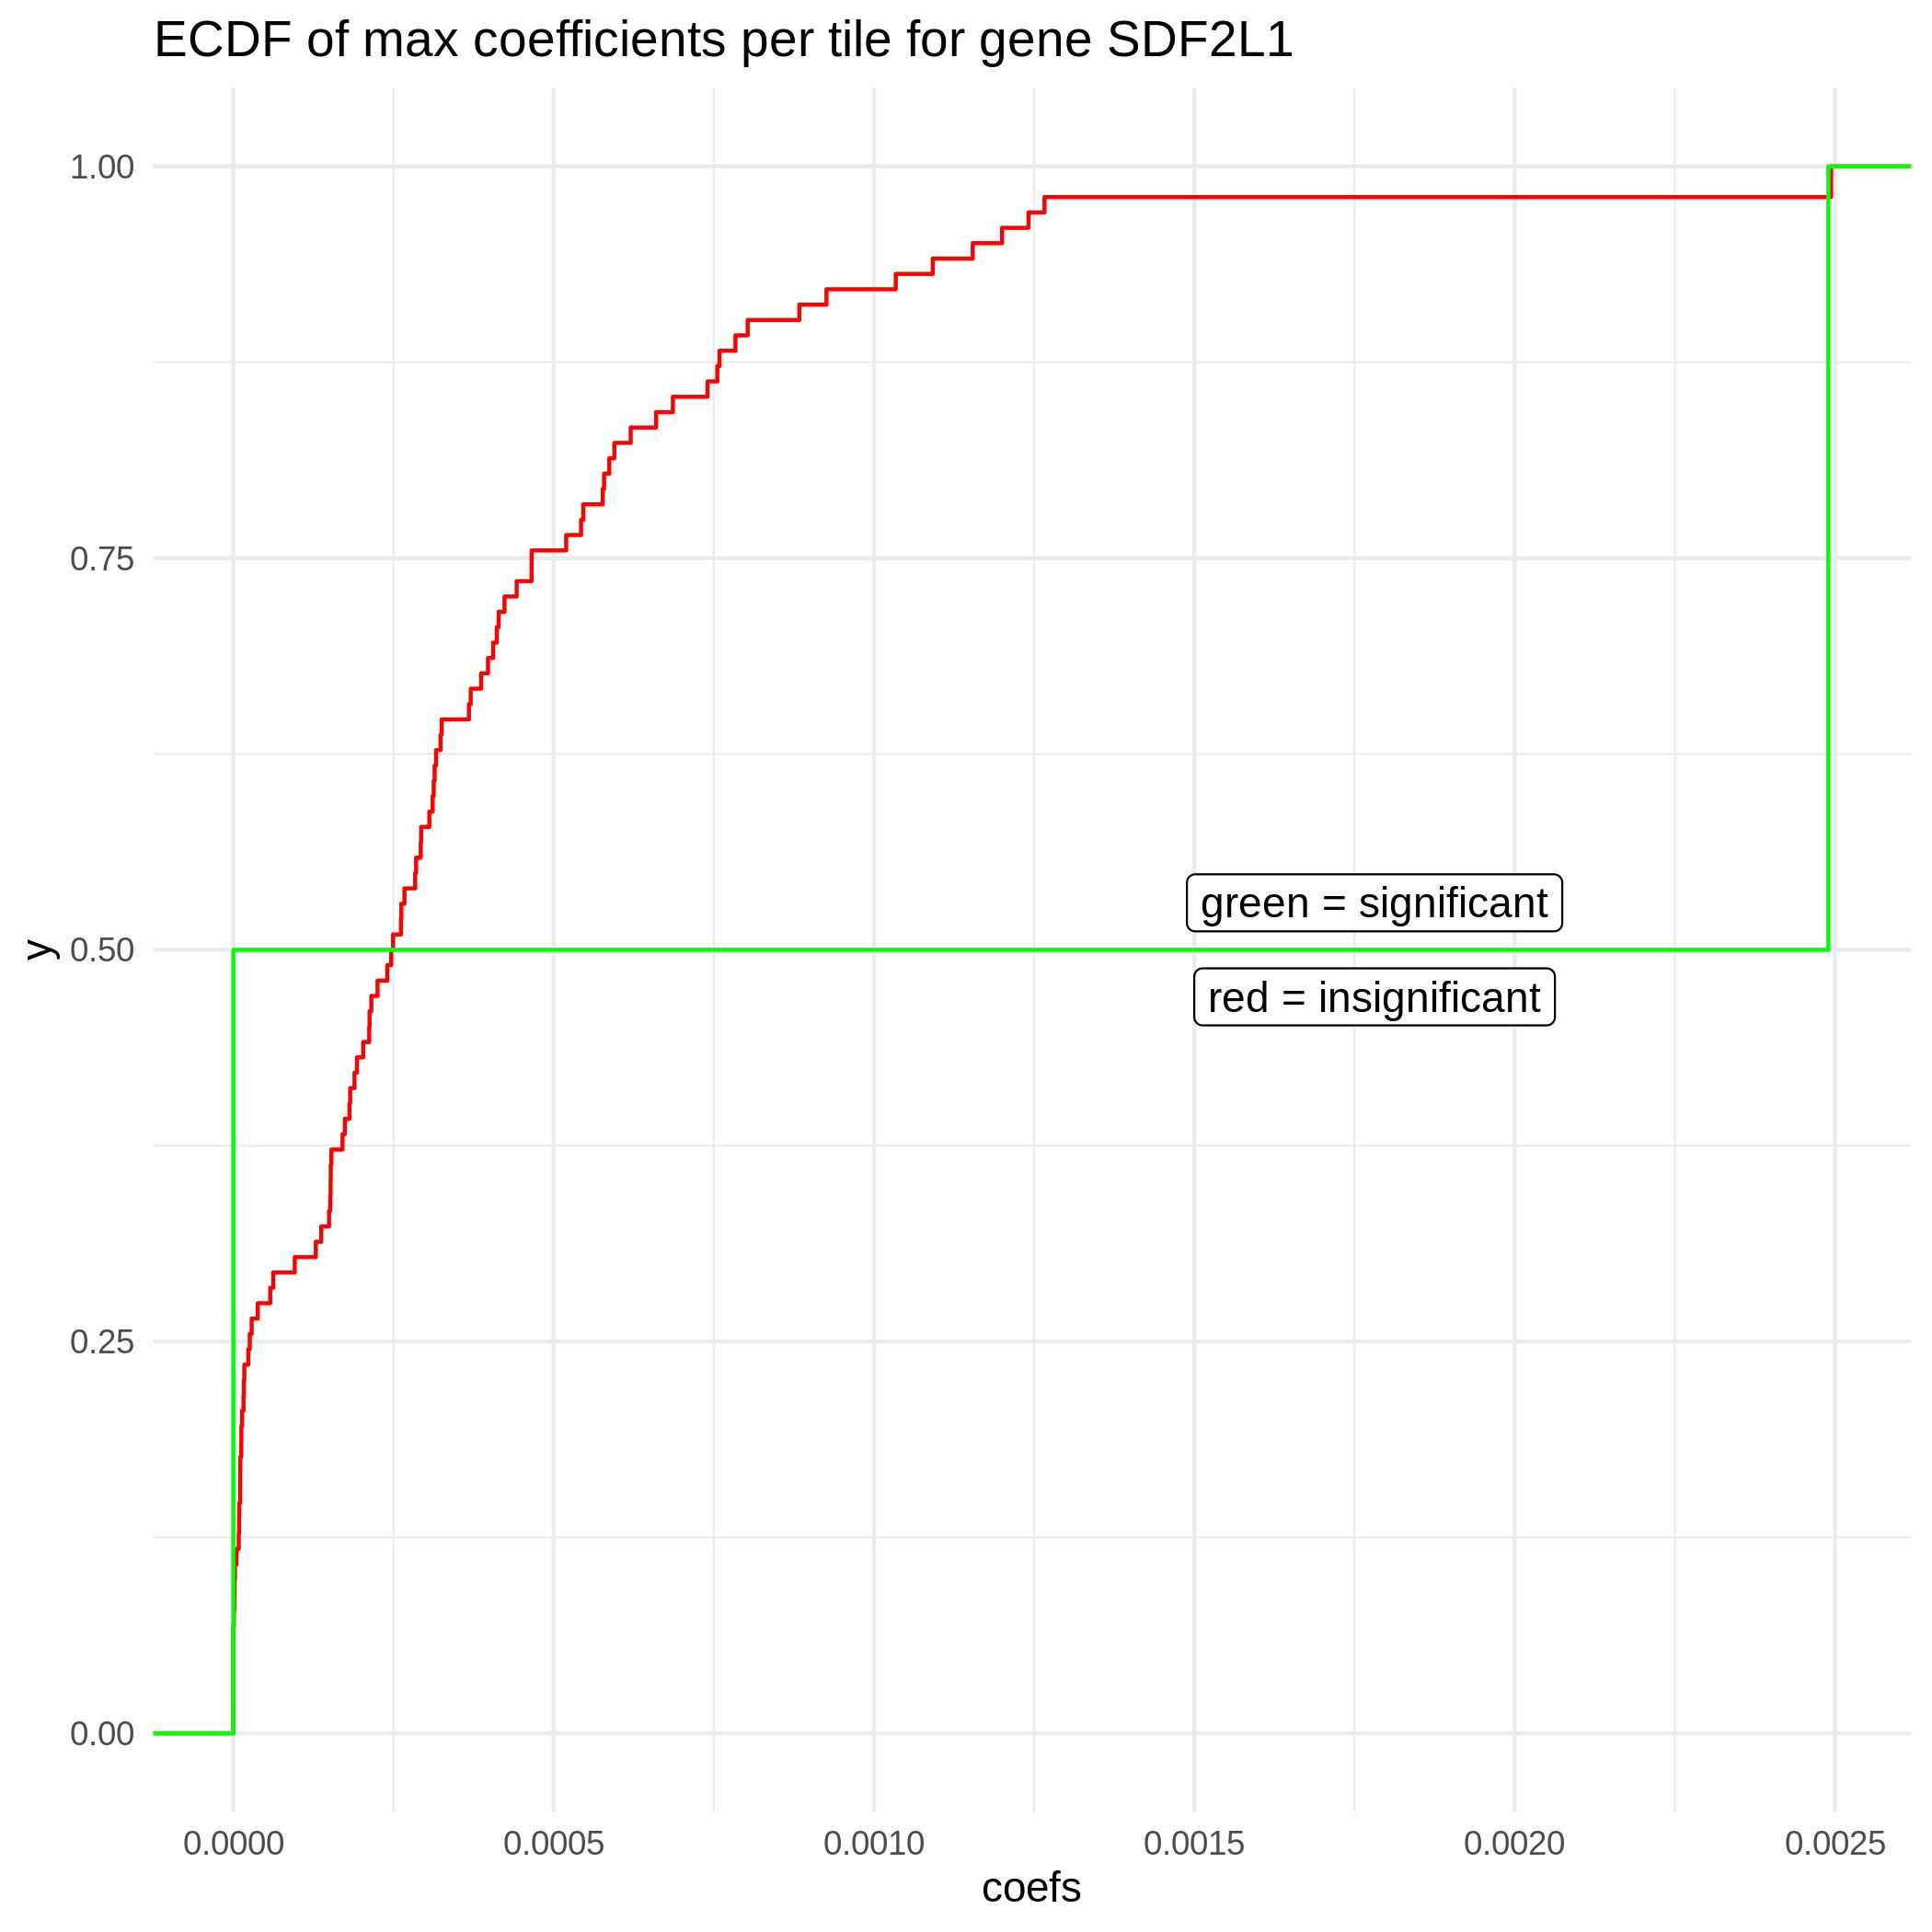 ECDF of max coefficients per tile for gene SDF2L1
1.00
0.75
0.50
0.25
0.00
y
green = significant
red = insignificant
0.0000 0.0005 0.0010 0.0015 0.0020 0.0025
coefs